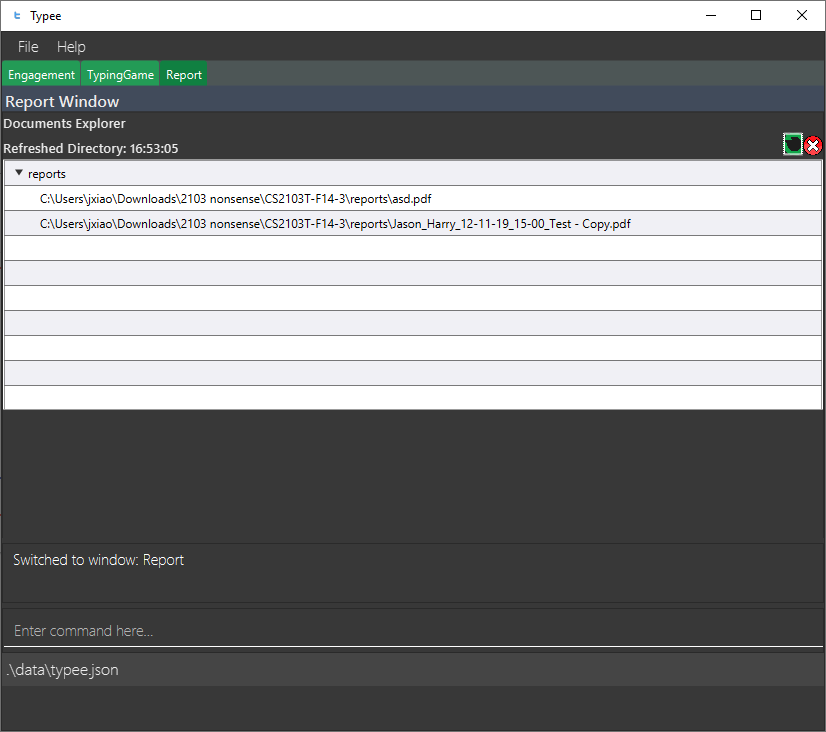 Typee
File Help
Engagement TypingGame Report
Report Window
Documents Explorer
Refreshed Directory: 16:53:05
reports
C:\Users\jxiao\Downloads\2103 nonsense\CS2103T-F14-3\reports\asd.pdf
C:\Users\jxiao\Downloads\2103 nonsense\CS2103T-F14-3\reports\Jason_Harry_12-11-19_15-00_Test - Copy.pdf
Switched to window: Report
Enter command here...
.\data\typee.json